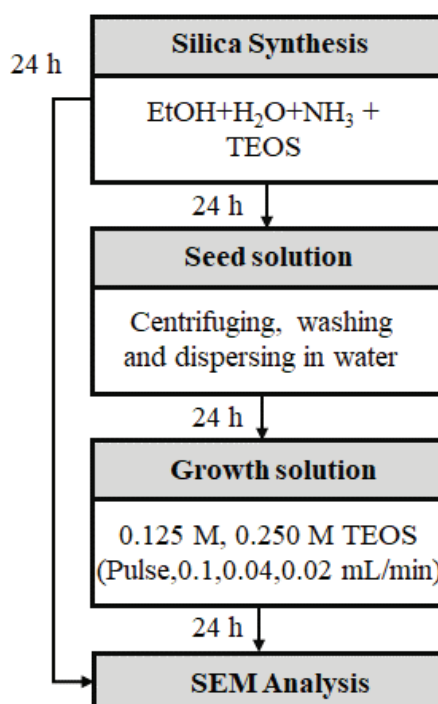 Silica Synthesis
24 h
EtOH+H₂O+NH₃ +
TEOS
24 h
Seed solution
Centrifuging, washing
and dispersing in water
24 h
Growth solution
0.125 M, 0.250 M TEOS
(Pulse,0.1,0.04,0.02 mL/min)
24 h
SEM Analysis